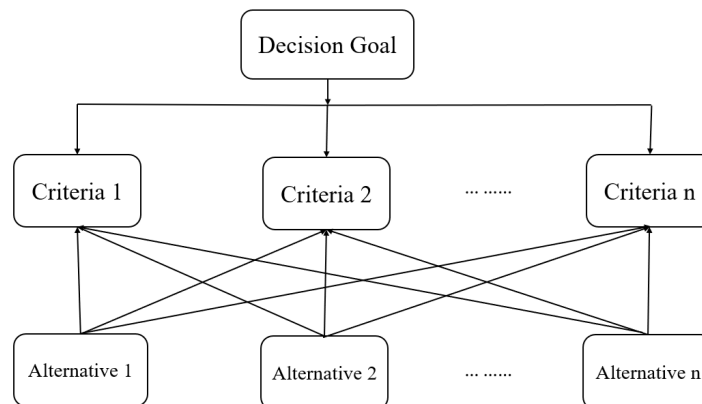 Decision Goal
Criteria 1
Criteria 2
... ......
Criteria n
Alternative 1
Alternative 2
... ......
Alternative n